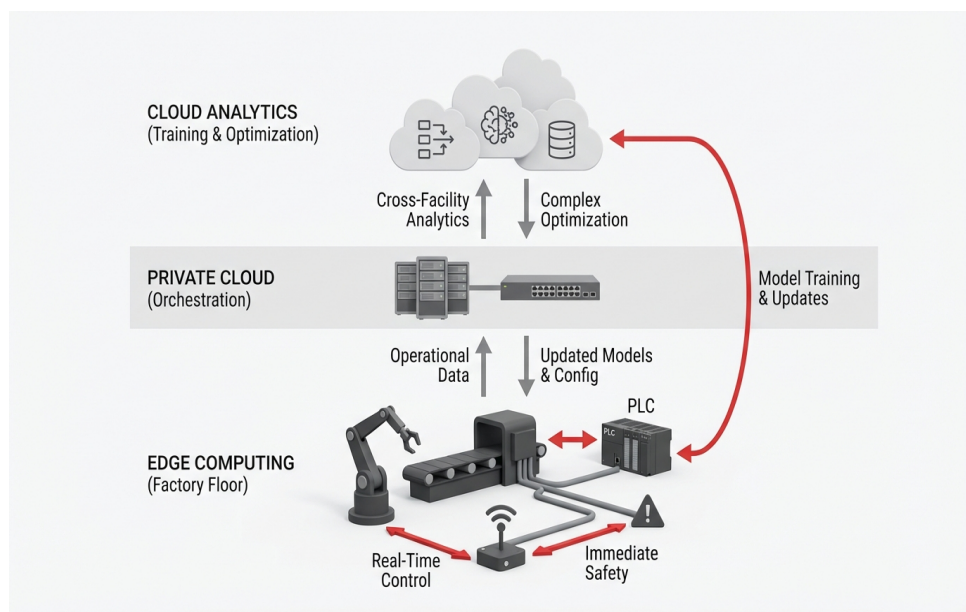 CLOUD ANALYTICS
(Training & Optimization)
Cross-Facility
Analytics
Complex
Optimization
PRIVATE CLOUD
(Orchestration)
Model Training
& Updates
Operational
Data
Updated Models
& Config
PLC
PLC
EDGE COMPUTING
(Factory Floor)
Real-Time
Control
Immediate
Safety